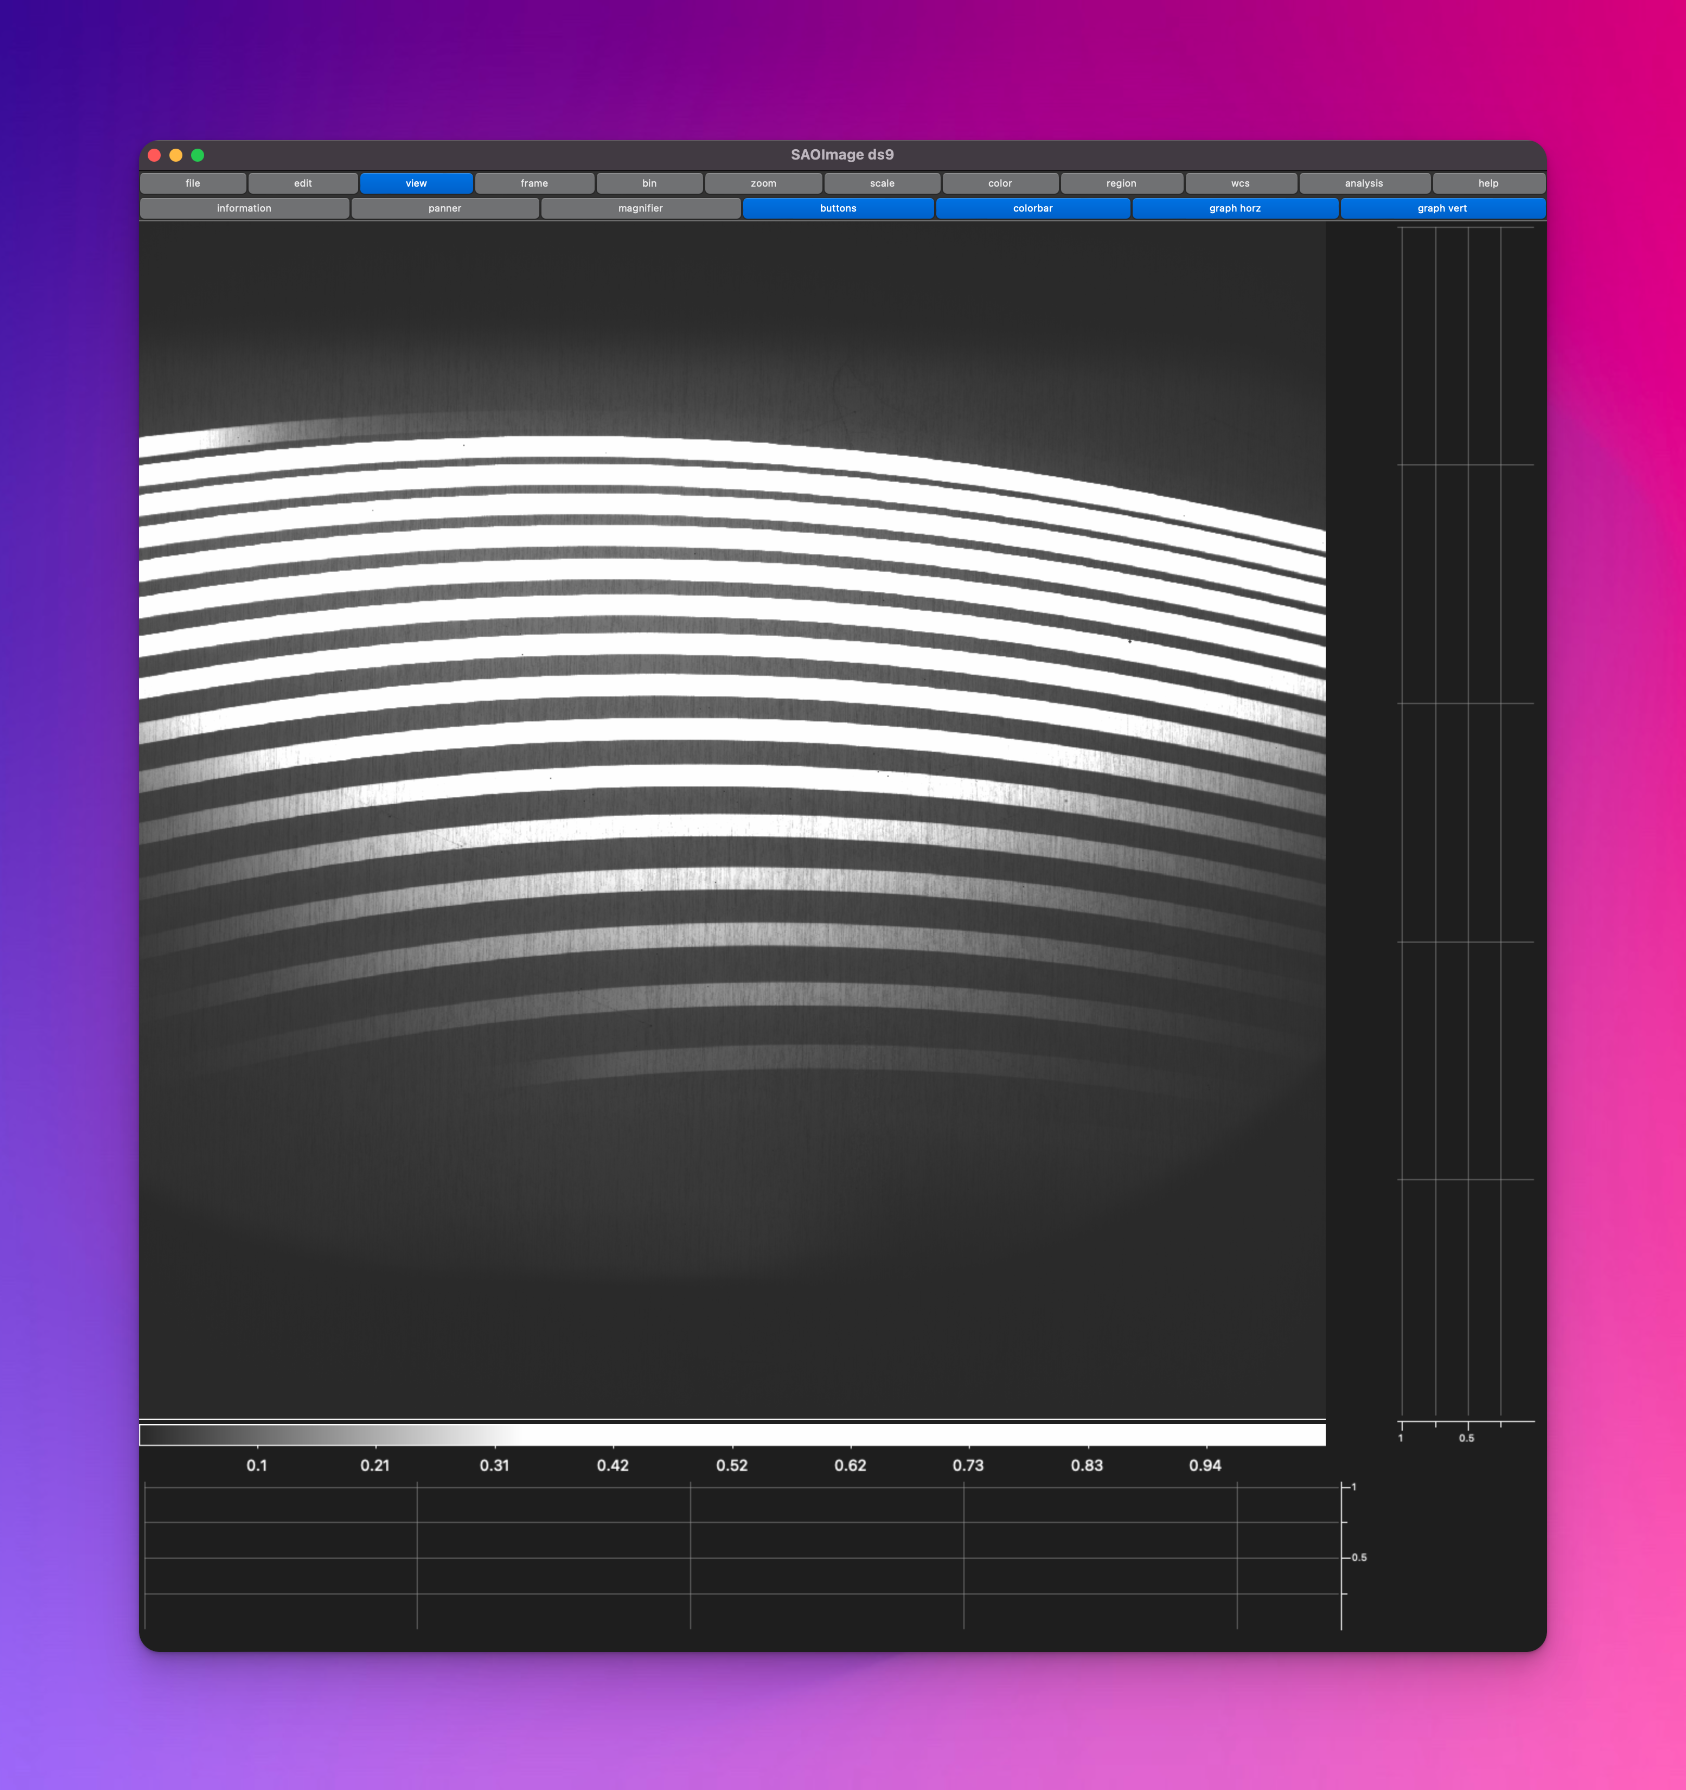 SAOImage ds9
file edit view frame bin zoom scale color region wcs analysis help
information panner magnifier buttons colorbar graph horz graph vert
1 0.5
0.1 0.21 0.31 0.42 0.52 0.62 0.73 0.83 0.94
1
0.5